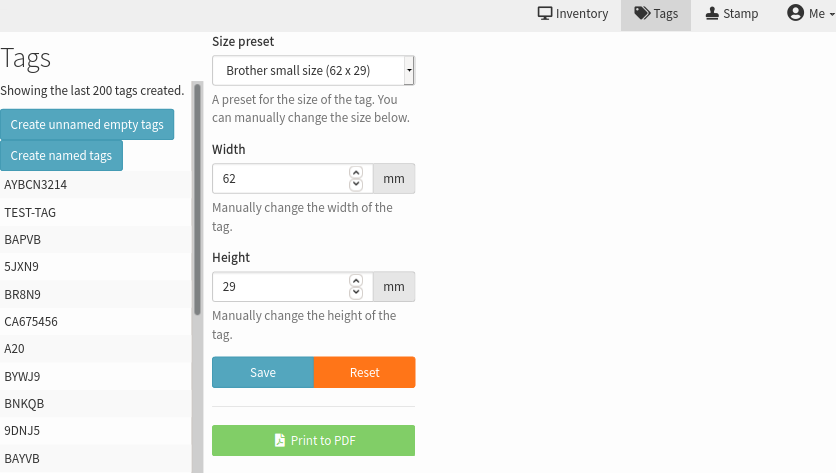 Inventory
Tags
Stamp
Me
Tags
Showing the last 200 tags created.
Create unnamed empty tags
Create named tags
AYBCN3214
TEST-TAG
BAPVB
5JXN9
BR8N9
CA675456
A20
BYWJ9
BNKQB
9DNJ5
BAYVB
Size preset
Brother small size (62 x 29)
A preset for the size of the tag. You
can manually change the size below.
Width
62
mm
Manually change the width of the
tag.
Height
29
mm
Manually change the height of the
tag.
Save
Reset
Print to PDF